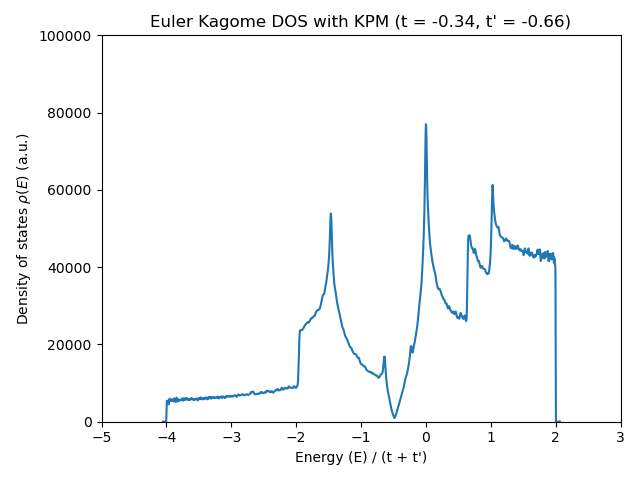 Euler Kagome DOS with KPM (t = -0.34, t' = -0.66)
100000
80000
60000
40000
20000
0
Density of states ρ(E) (a.u.)
−5 −4 −3 −2 −1 0 1 2 3
Energy (E) / (t + t')